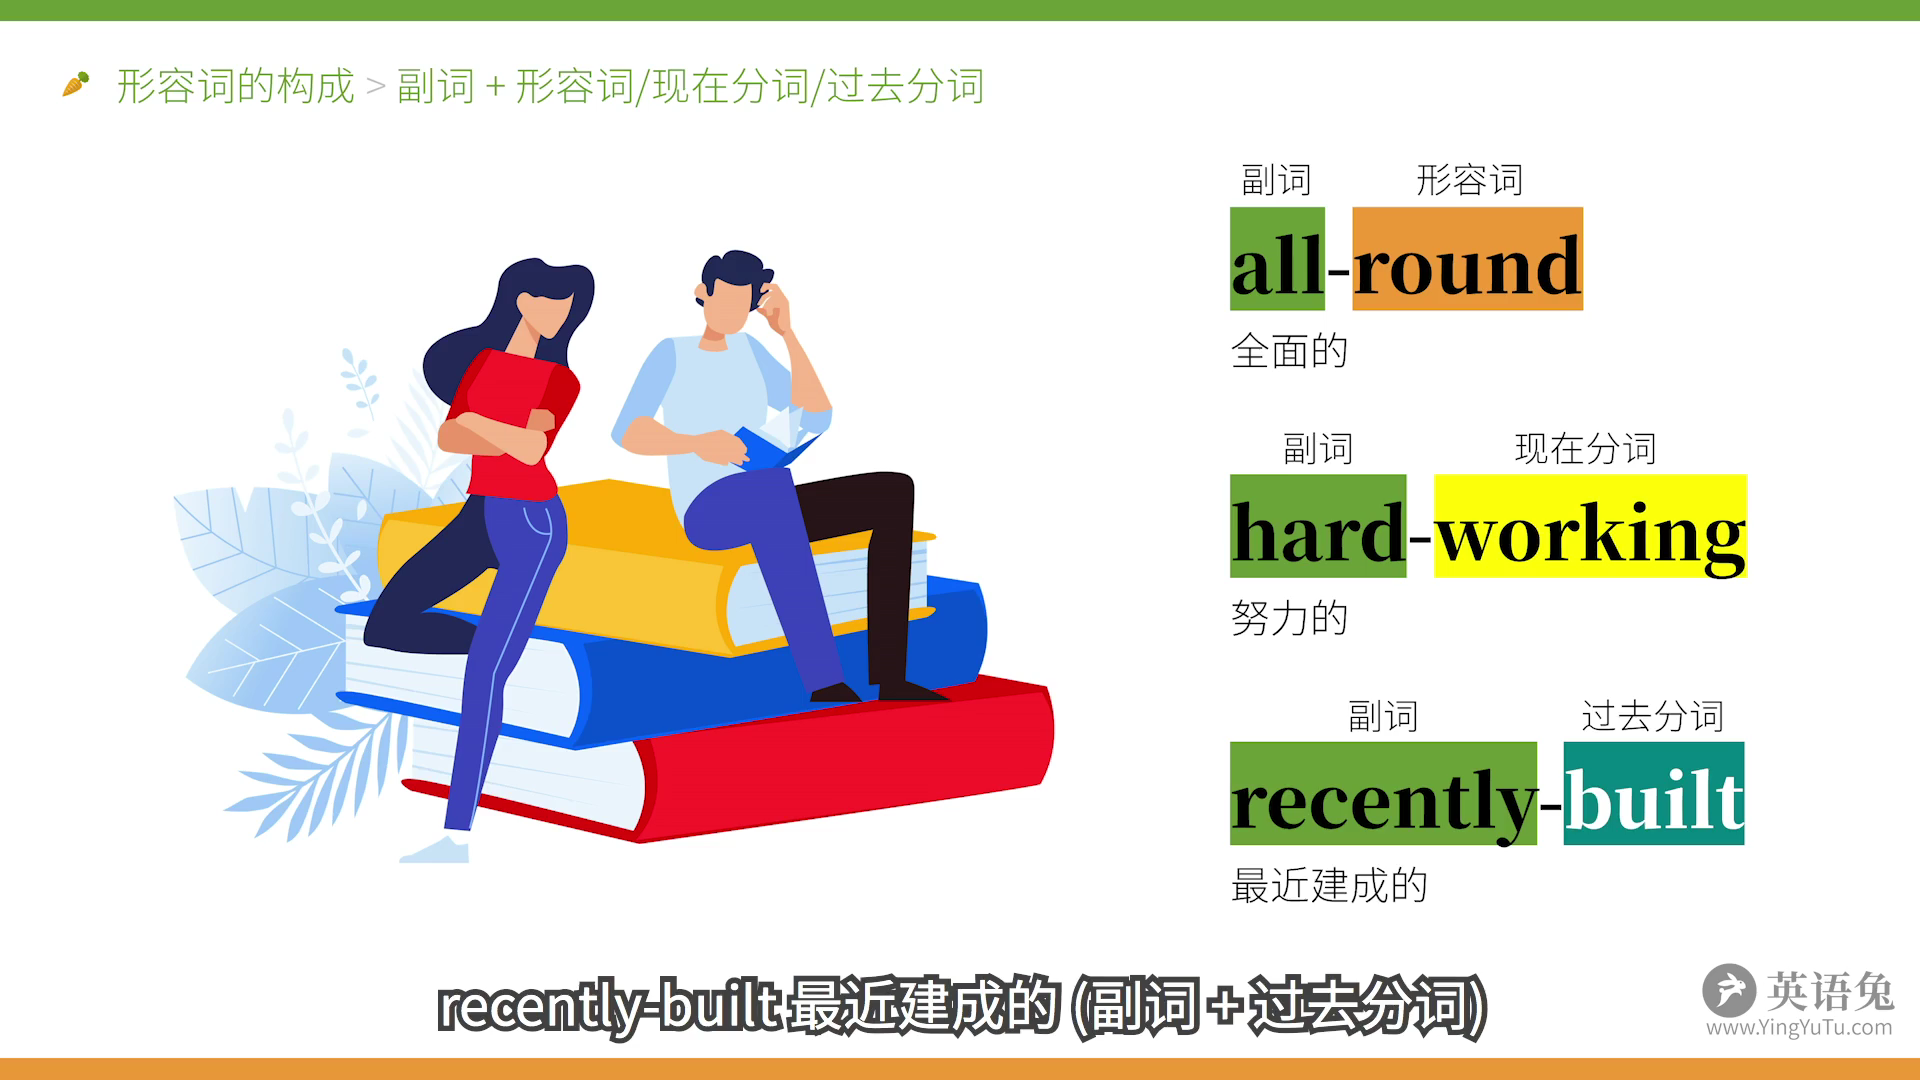 形容词的构成 > 副词 + 形容词/现在分词/过去分词
副词 形容词
all-round
全面的
副词 现在分词
hard-working
努力的
副词 过去分词
recently-built
最近建成的
recently-built 最近建成的 (副词 + 过去分词)
英语兔
www.YingYuTu.com